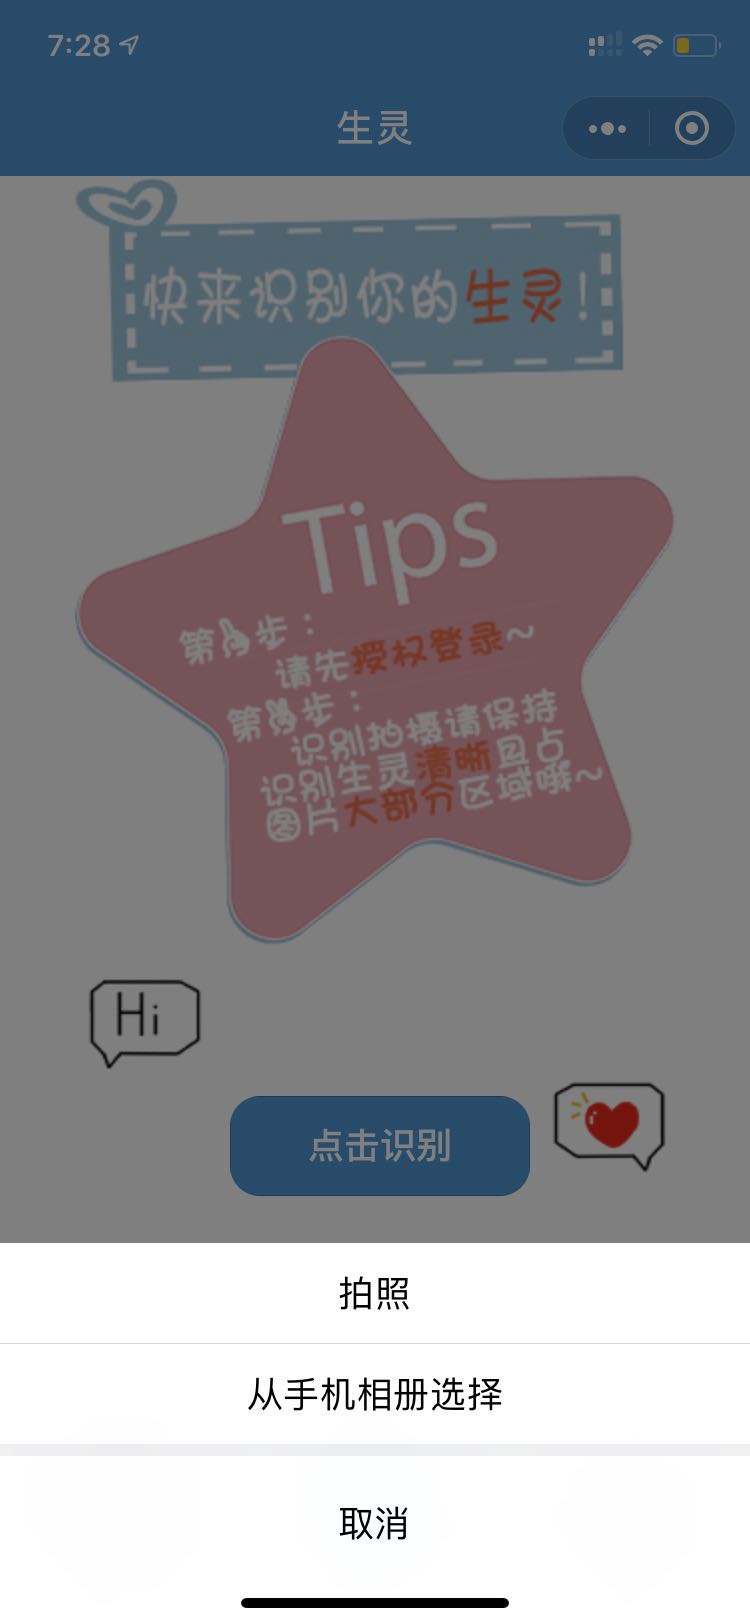 7:28
生灵
快来识别你的生灵!
Tips
第1步：
请先授权登录~
第2步：
识别拍摄请保持
识别生灵清晰且占
图片大部分区域哦~
Hi
点击识别
拍照
从手机相册选择
取消